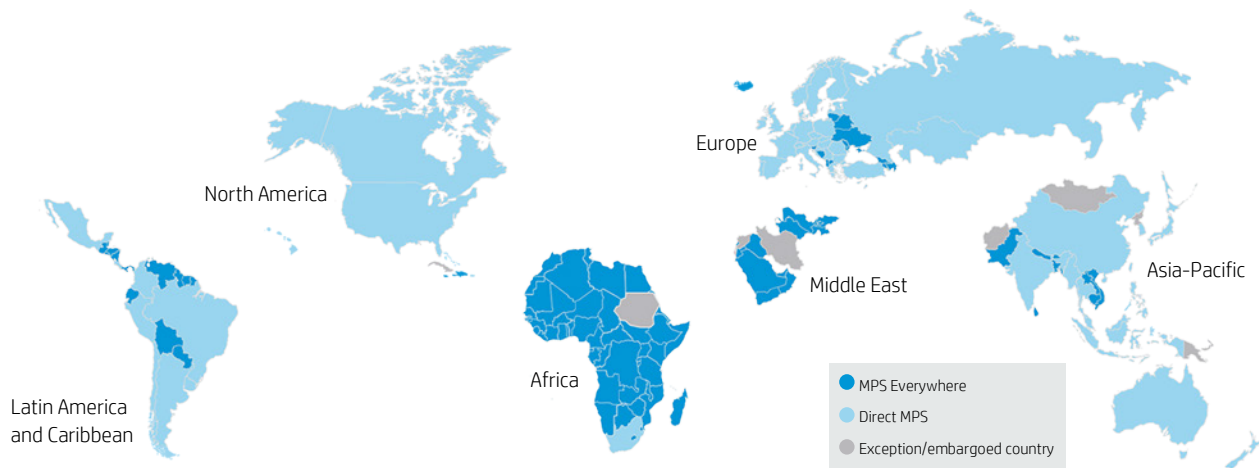 Europe
North America
Middle East
Asia-Pacific
Africa
Latin America
and Caribbean
MPS Everywhere
Direct MPS
Exception/embargoed country